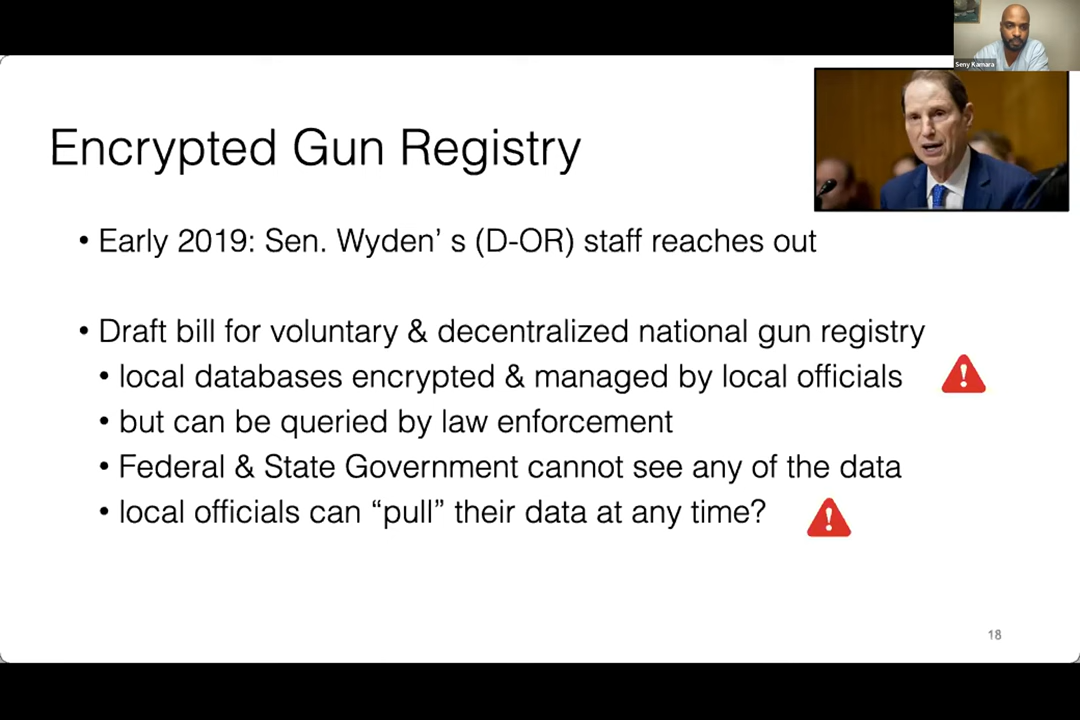 Seny Kamara
Encrypted Gun Registry
• Early 2019: Sen. Wyden’ s (D-OR) staff reaches out
• Draft bill for voluntary & decentralized national gun registry
• local databases encrypted & managed by local officials
• but can be queried by law enforcement
• Federal & State Government cannot see any of the data
• local officials can “pull” their data at any time?
18